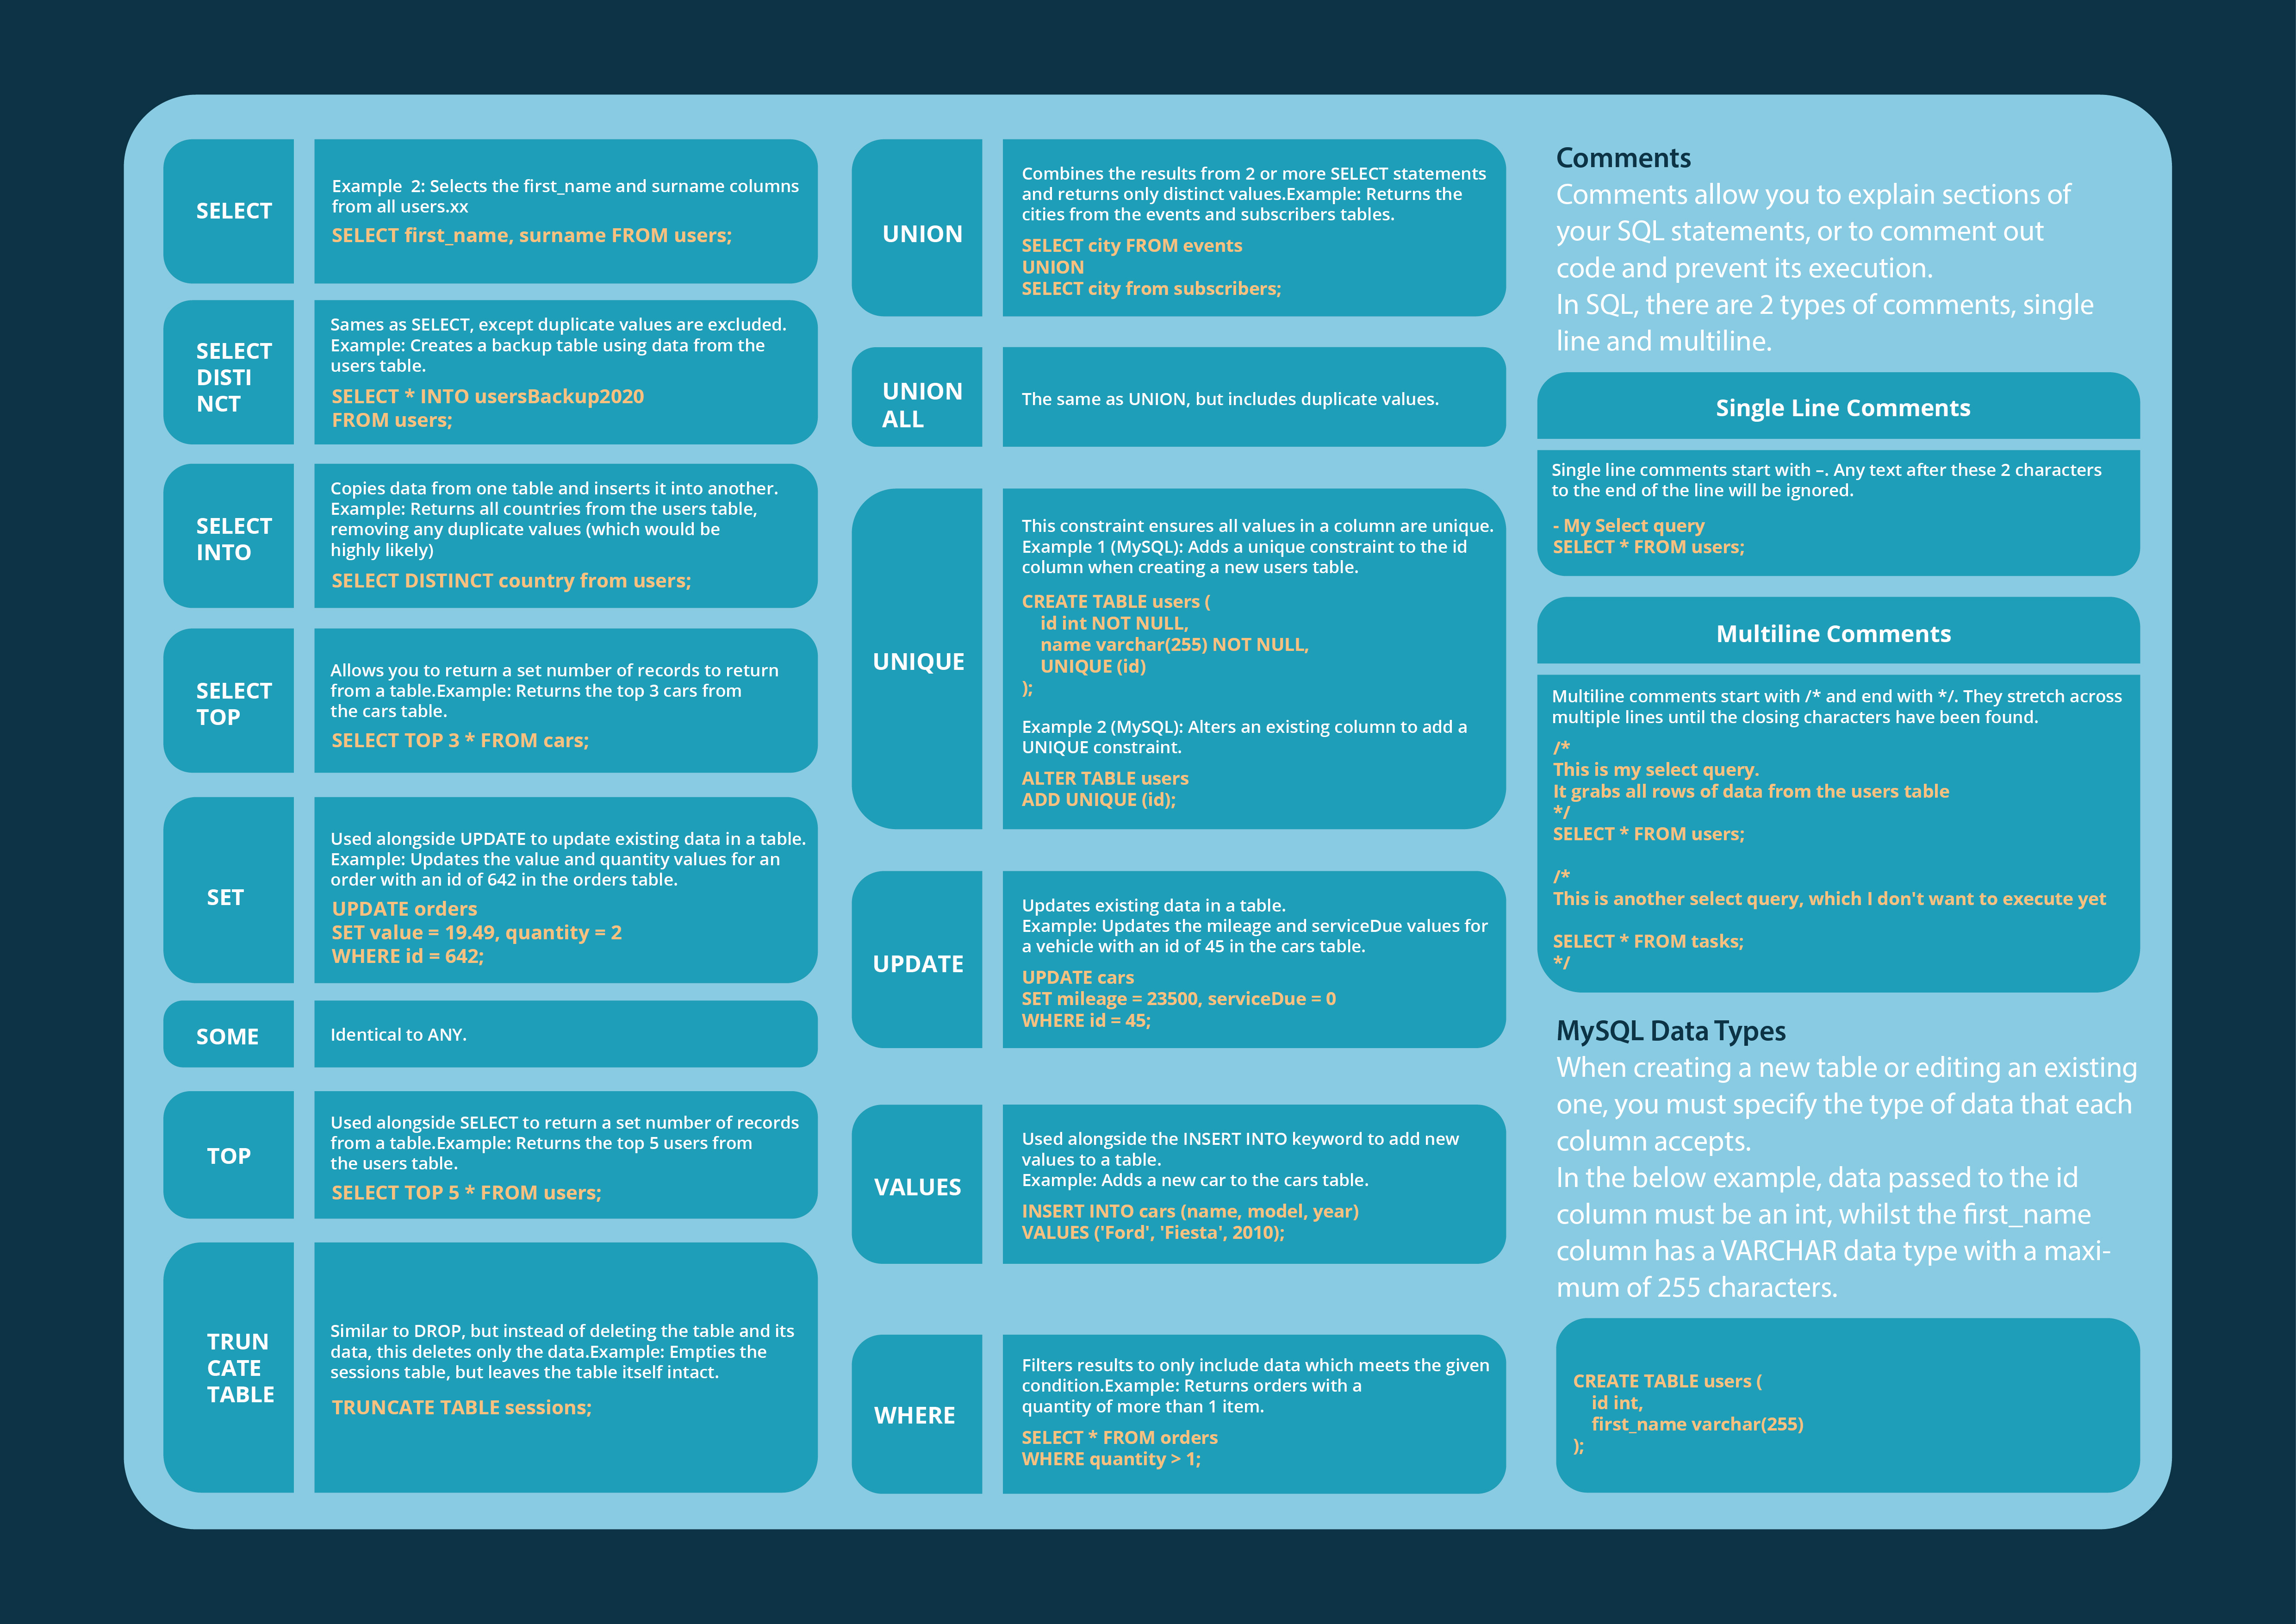 SELECT
Example  2: Selects the first_name and surname columns
from all users.xx
SELECT first_name, surname FROM users;
SELECT
DISTI
NCT
Sames as SELECT, except duplicate values are excluded.
Example: Creates a backup table using data from the
users table.
SELECT * INTO usersBackup2020
FROM users;
SELECT
INTO
Copies data from one table and inserts it into another.
Example: Returns all countries from the users table,
removing any duplicate values (which would be
highly likely)
SELECT DISTINCT country from users;
SELECT
TOP
Allows you to return a set number of records to return
from a table.Example: Returns the top 3 cars from
the cars table.
SELECT TOP 3 * FROM cars;
SET
Used alongside UPDATE to update existing data in a table.
Example: Updates the value and quantity values for an
order with an id of 642 in the orders table.
UPDATE orders
SET value = 19.49, quantity = 2
WHERE id = 642;
SOME
Identical to ANY.
TOP
Used alongside SELECT to return a set number of records
from a table.Example: Returns the top 5 users from
the users table.
SELECT TOP 5 * FROM users;
TRUN
CATE
TABLE
Similar to DROP, but instead of deleting the table and its
data, this deletes only the data.Example: Empties the
sessions table, but leaves the table itself intact.
TRUNCATE TABLE sessions;
UNION
Combines the results from 2 or more SELECT statements
and returns only distinct values.Example: Returns the
cities from the events and subscribers tables.
SELECT city FROM events
UNION
SELECT city from subscribers;
UNION
ALL
The same as UNION, but includes duplicate values.
UNIQUE
This constraint ensures all values in a column are unique.
Example 1 (MySQL): Adds a unique constraint to the id
column when creating a new users table.
CREATE TABLE users (
id int NOT NULL,
name varchar(255) NOT NULL,
UNIQUE (id)
);
Example 2 (MySQL): Alters an existing column to add a
UNIQUE constraint.
ALTER TABLE users
ADD UNIQUE (id);
UPDATE
Updates existing data in a table.
Example: Updates the mileage and serviceDue values for
a vehicle with an id of 45 in the cars table.
UPDATE cars
SET mileage = 23500, serviceDue = 0
WHERE id = 45;
VALUES
Used alongside the INSERT INTO keyword to add new
values to a table.
Example: Adds a new car to the cars table.
INSERT INTO cars (name, model, year)
VALUES ('Ford', 'Fiesta', 2010);
WHERE
Filters results to only include data which meets the given
condition.Example: Returns orders with a
quantity of more than 1 item.
SELECT * FROM orders
WHERE quantity > 1;
Comments
Comments allow you to explain sections of
your SQL statements, or to comment out
code and prevent its execution.
In SQL, there are 2 types of comments, single
line and multiline.
Single Line Comments
Single line comments start with –. Any text after these 2 characters
to the end of the line will be ignored.
- My Select query
SELECT * FROM users;
Multiline Comments
Multiline comments start with /* and end with */. They stretch across
multiple lines until the closing characters have been found.
/*
This is my select query.
It grabs all rows of data from the users table
*/
SELECT * FROM users;
/*
This is another select query, which I don't want to execute yet
SELECT * FROM tasks;
*/
MySQL Data Types
When creating a new table or editing an existing
one, you must specify the type of data that each
column accepts.
In the below example, data passed to the id
column must be an int, whilst the first_name
column has a VARCHAR data type with a maxi-
mum of 255 characters.
CREATE TABLE users (
id int,
first_name varchar(255)
);